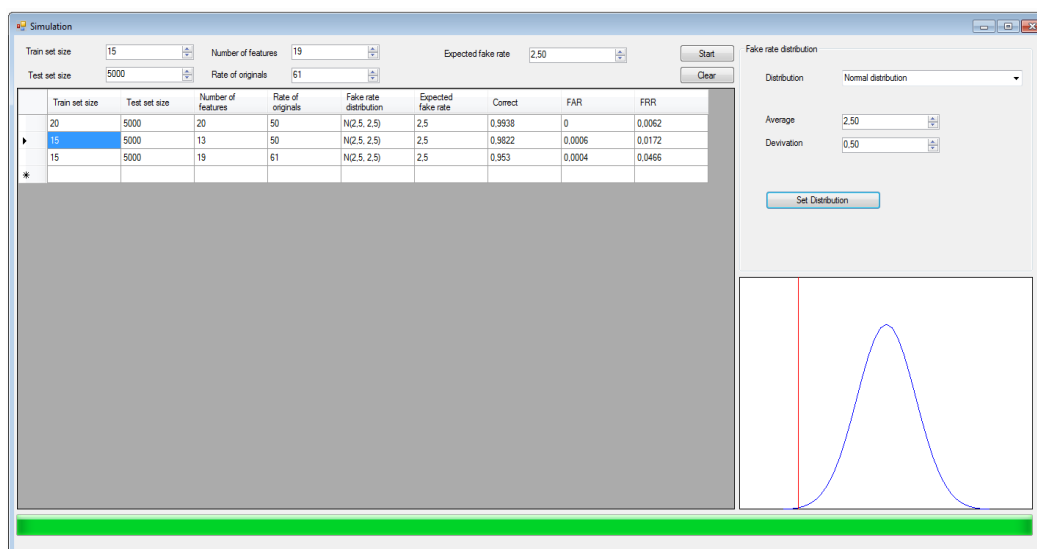 Simulation
Train set size 15 Number of features 19 Expected fake rate 2,50 Start
Test set size 5000 Rate of originals 61 Clear
Train set size Test set size Number of features Rate of originals Fake rate distribution Expected fake rate Correct FAR FRR
20 5000 20 50 N(2,5, 2,5) 2,5 0,9938 0 0,0062
15 5000 13 50 N(2,5, 2,5) 2,5 0,9822 0,0006 0,0172
15 5000 19 61 N(2,5, 2,5) 2,5 0,953 0,0004 0,0466
Fake rate distribution
Distribution Normal distribution
Average 2,50
Devivation 0,50
Set Distribution